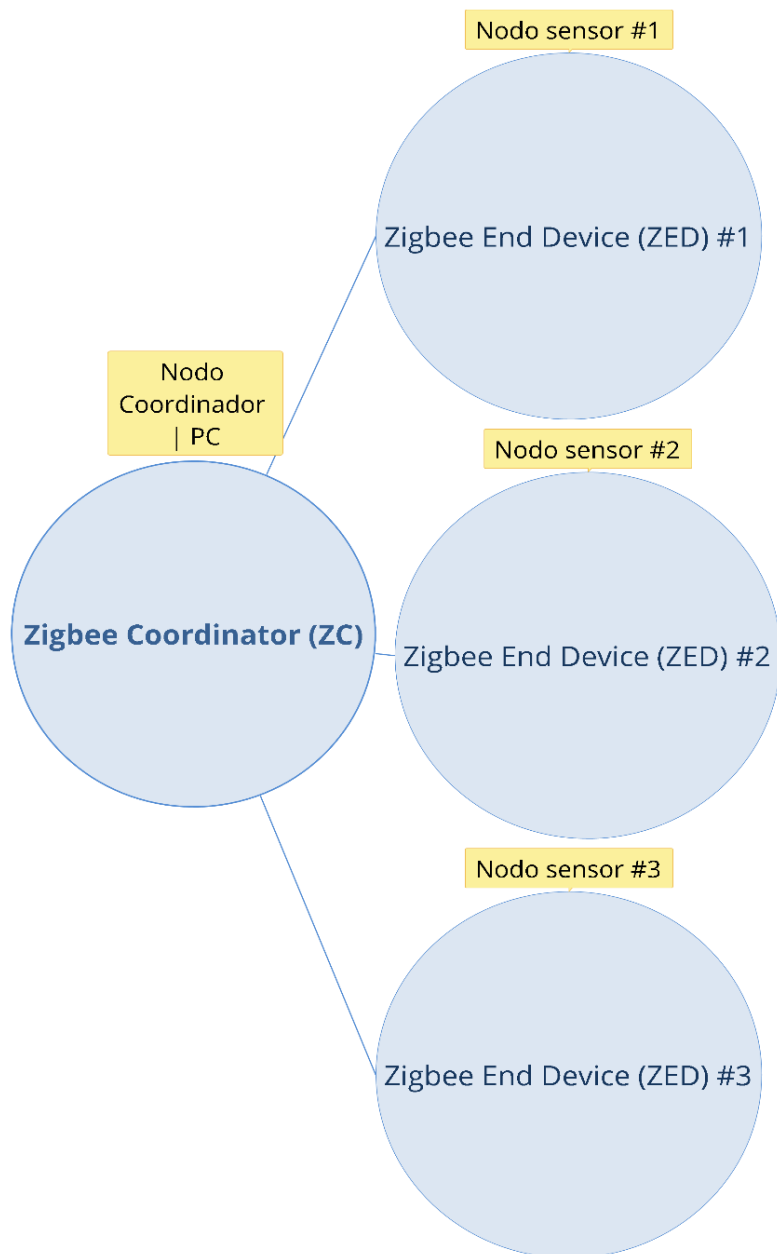 Nodo sensor #1
Zigbee End Device (ZED) #1
Nodo
Coordinador
| PC
Zigbee Coordinator (ZC)
Nodo sensor #2
Zigbee End Device (ZED) #2
Nodo sensor #3
Zigbee End Device (ZED) #3